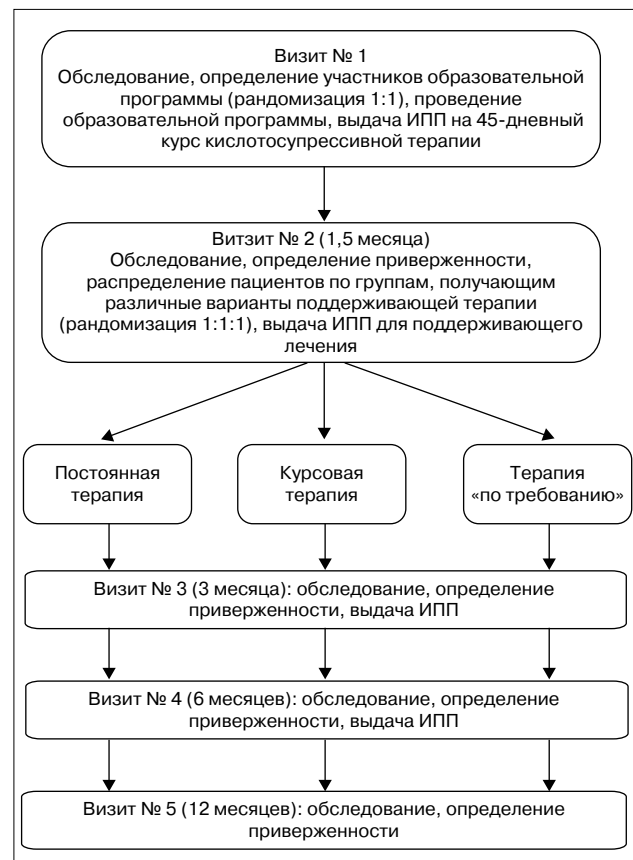 Визит № 1
Обследование, определение участников образовательной
программы (рандомизация 1:1), проведение
образовательной программы, выдача ИПП на 45-дневный
курс кислотосупрессивной терапии
Витзит № 2 (1,5 месяца)
Обследование, определение приверженности,
распределение пациентов по группам, получающим
различные варианты поддерживающей терапии
(рандомизация 1:1:1), выдача ИПП для поддерживающего
лечения
Постоянная
терапия
Курсовая
терапия
Терапия
«по требованию»
Визит № 3 (3 месяца): обследование, определение
приверженности, выдача ИПП
Визит № 4 (6 месяцев): обследование, определение
приверженности, выдача ИПП
Визит № 5 (12 месяцев): обследование, определение
приверженности